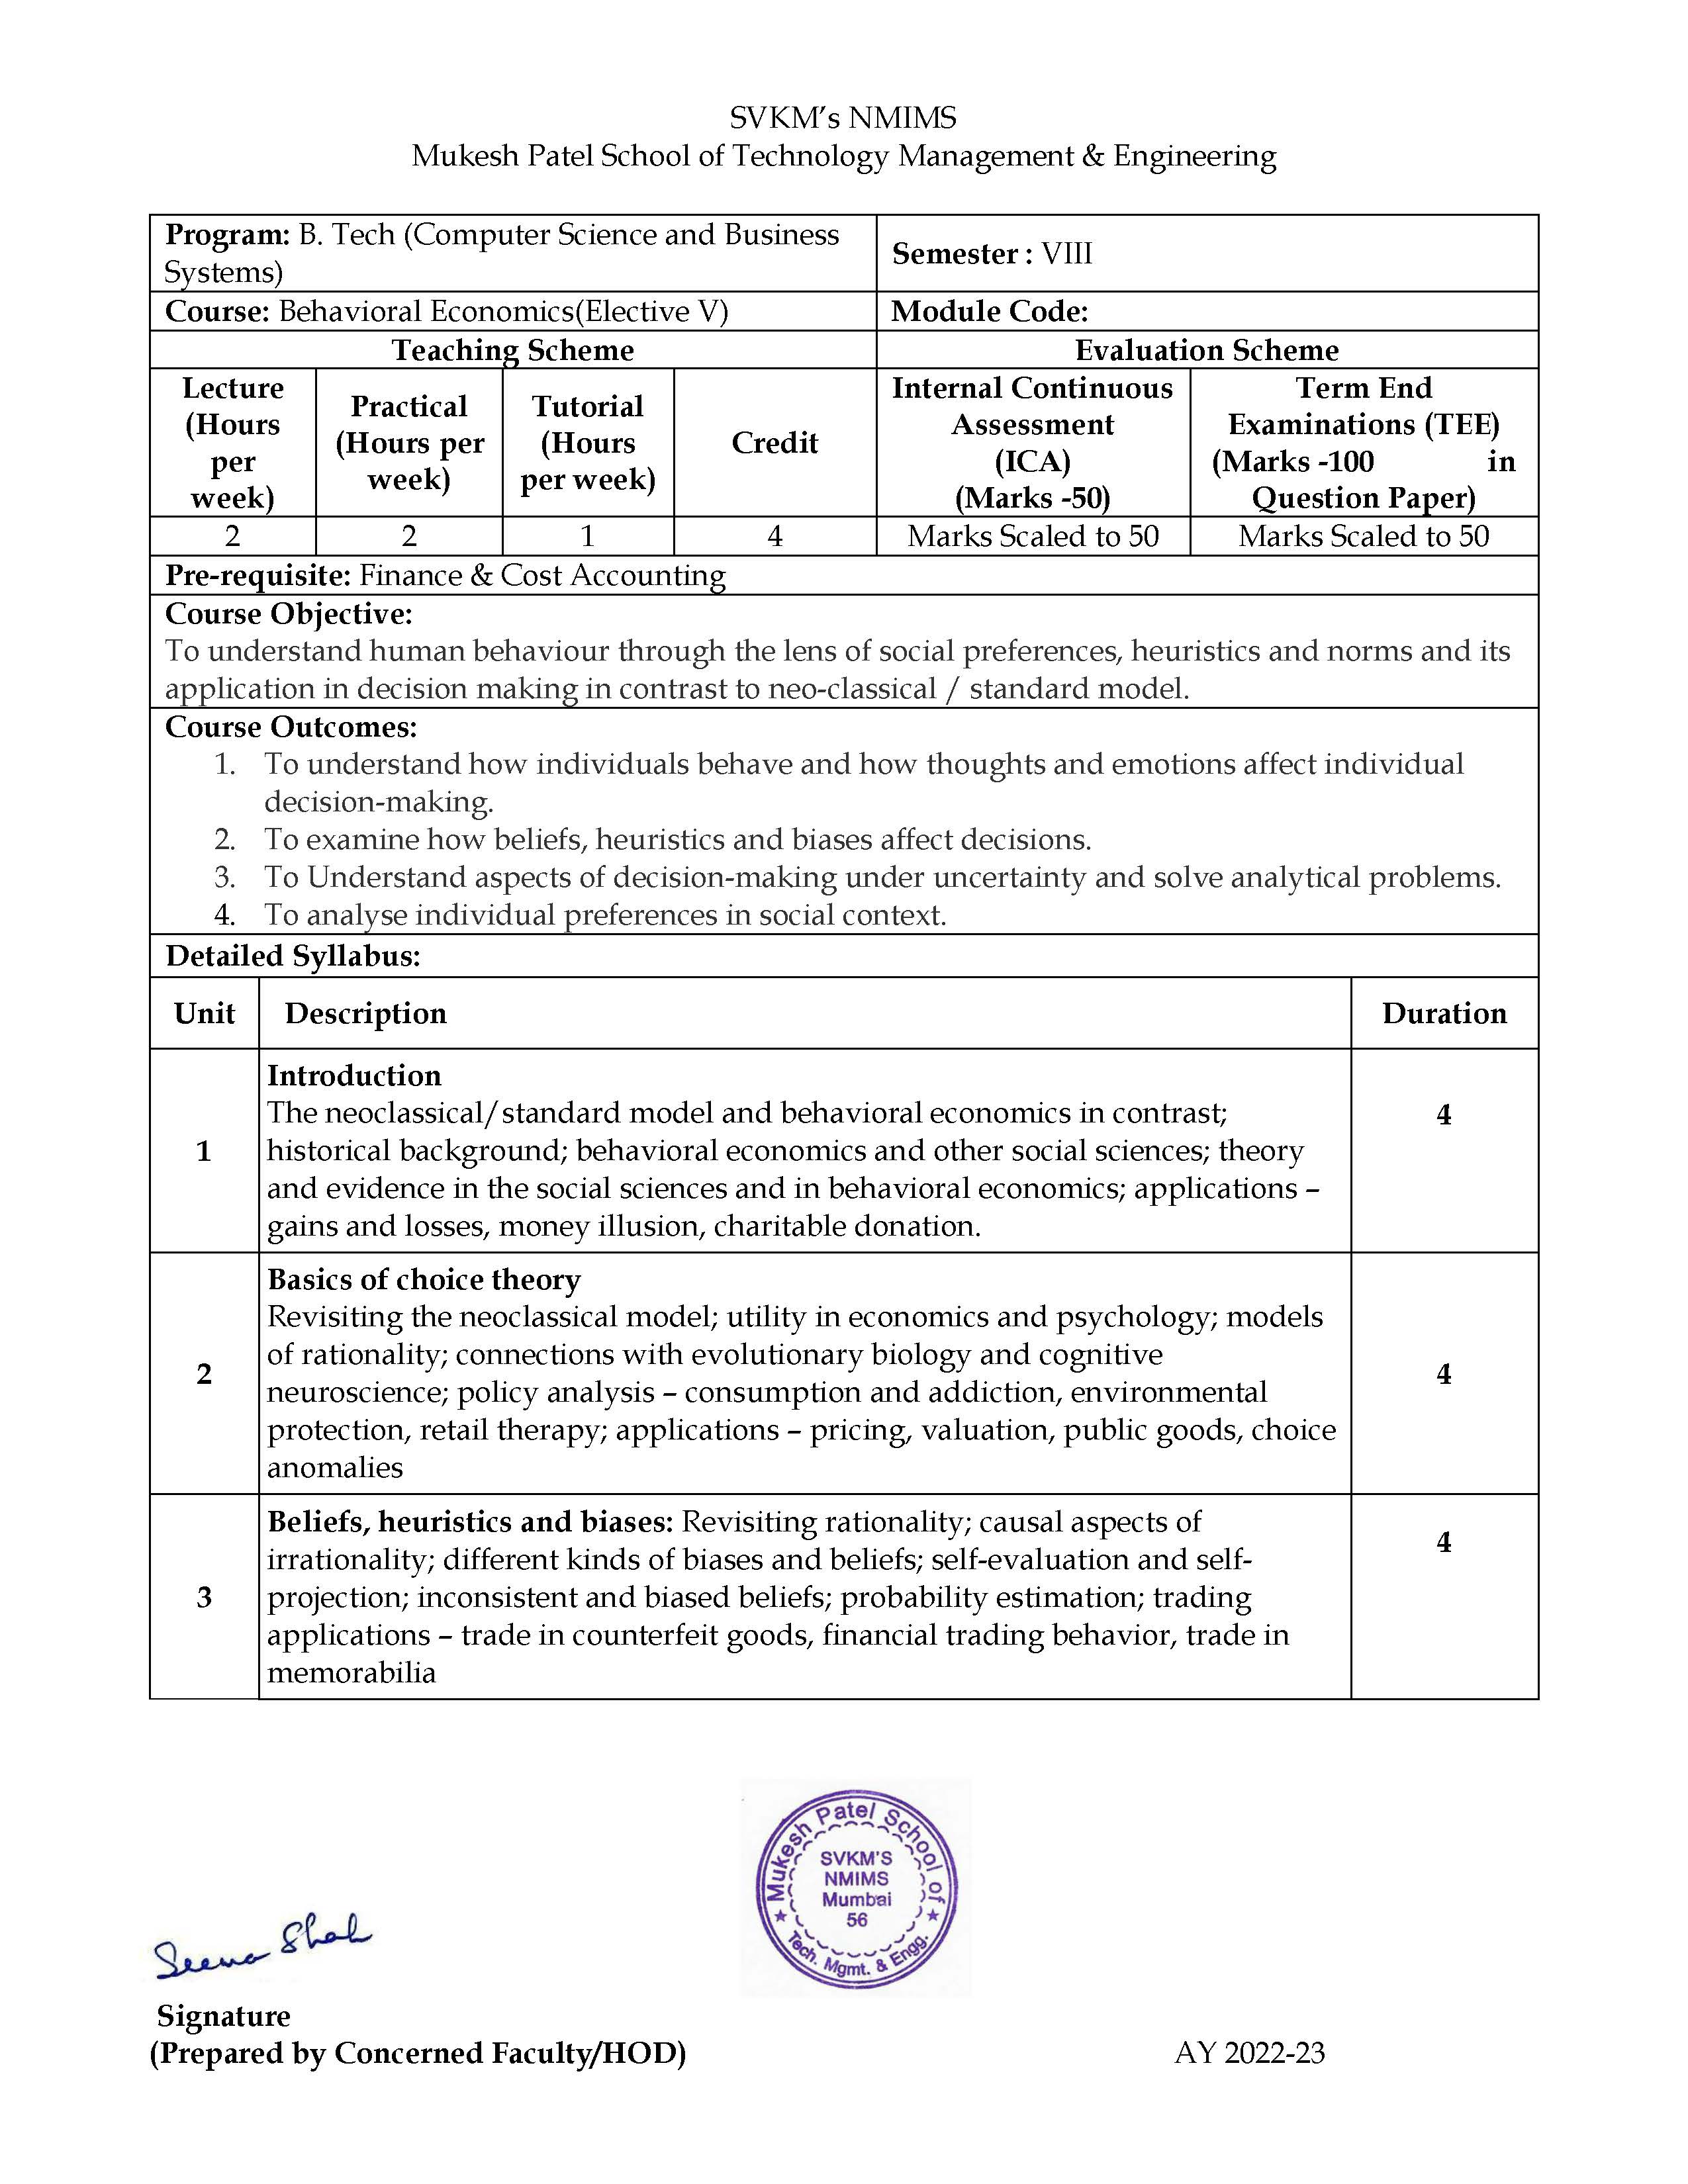 SVKM’s NMIMS
Mukesh Patel School of Technology Management & Engineering
Program: B. Tech (Computer Science and Business
Systems)
Semester : VIII
Course: Behavioral Economics(Elective V)
Module Code:
Teaching Scheme
Evaluation Scheme
Lecture
(Hours
per
week)
Practical
(Hours per
week)
Tutorial
(Hours
per week)
Credit
Internal Continuous
Assessment
(ICA)
(Marks -50)
Term End
Examinations (TEE)
(Marks -100 in
Question Paper)
2
2
1
4
Marks Scaled to 50
Marks Scaled to 50
Pre-requisite: Finance & Cost Accounting
Course Objective:
To understand human behaviour through the lens of social preferences, heuristics and norms and its
application in decision making in contrast to neo-classical / standard model.
Course Outcomes:
1. To understand how individuals behave and how thoughts and emotions affect individual
decision-making.
2. To examine how beliefs, heuristics and biases affect decisions.
3. To Understand aspects of decision-making under uncertainty and solve analytical problems.
4. To analyse individual preferences in social context.
Detailed Syllabus:
Unit
Description
Duration
1
Introduction
The neoclassical/standard model and behavioral economics in contrast;
historical background; behavioral economics and other social sciences; theory
and evidence in the social sciences and in behavioral economics; applications –
gains and losses, money illusion, charitable donation.
4
2
Basics of choice theory
Revisiting the neoclassical model; utility in economics and psychology; models
of rationality; connections with evolutionary biology and cognitive
neuroscience; policy analysis – consumption and addiction, environmental
protection, retail therapy; applications – pricing, valuation, public goods, choice
anomalies
4
3
Beliefs, heuristics and biases: Revisiting rationality; causal aspects of
irrationality; different kinds of biases and beliefs; self-evaluation and self-
projection; inconsistent and biased beliefs; probability estimation; trading
applications – trade in counterfeit goods, financial trading behavior, trade in
memorabilia
4
Mukesh Patel School of
SVKM'S
NMIMS
Mumbai
56
Tech. Mgmt. & Engg.
Seema Shah
Signature
(Prepared by Concerned Faculty/HOD)
AY 2022-23